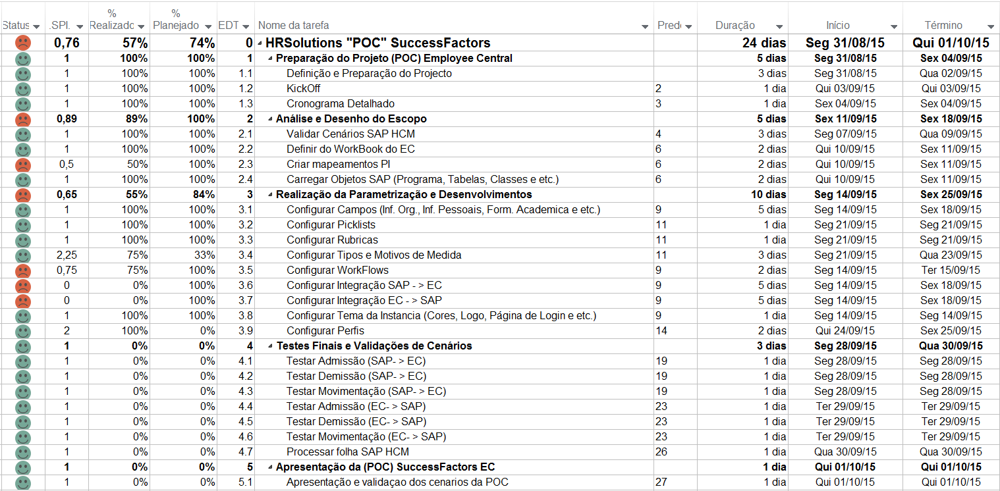 Status .SPI. % Realizado % Planejado EDT Nome da tarefa Prede Duração Início Término
0,76 57% 74% 0 HRSolutions "POC" SuccessFactors 24 dias Seg 31/08/15 Qui 01/10/15
1 100% 100% 1 Preparação do Projeto (POC) Employee Central 5 dias Seg 31/08/15 Sex 04/09/15
1 100% 100% 1.1 Definição e Preparação do Projecto 3 dias Seg 31/08/15 Qua 02/09/15
1 100% 100% 1.2 KickOff 2 1 dia Qui 03/09/15 Qui 03/09/15
1 100% 100% 1.3 Cronograma Detalhado 3 1 dia Sex 04/09/15 Sex 04/09/15
0,89 89% 100% 2 Análise e Desenho do Escopo 5 dias Sex 11/09/15 Sex 18/09/15
1 100% 100% 2.1 Validar Cenários SAP HCM 4 3 dias Seg 07/09/15 Qua 09/09/15
1 100% 100% 2.2 Definir do WorkBook do EC 6 2 dias Qui 10/09/15 Sex 11/09/15
0,5 50% 100% 2.3 Criar mapeamentos PI 6 2 dias Qui 10/09/15 Sex 11/09/15
1 100% 100% 2.4 Carregar Objetos SAP (Programa, Tabelas, Classes e etc.) 6 2 dias Qui 10/09/15 Sex 11/09/15
0,65 55% 84% 3 Realização da Parametrização e Desenvolvimentos 10 dias Seg 14/09/15 Sex 25/09/15
1 100% 100% 3.1 Configurar Campos (Inf. Org., Inf. Pessoais, Form. Academica e etc.) 9 5 dias Seg 14/09/15 Sex 18/09/15
1 100% 100% 3.2 Configurar Picklists 11 1 dia Seg 21/09/15 Seg 21/09/15
1 100% 100% 3.3 Configurar Rubricas 11 1 dia Seg 21/09/15 Seg 21/09/15
2,25 75% 33% 3.4 Configurar Tipos e Motivos de Medida 11 3 dias Seg 21/09/15 Qua 23/09/15
0,75 75% 100% 3.5 Configurar WorkFlows 9 2 dias Seg 14/09/15 Ter 15/09/15
0 0% 100% 3.6 Configurar Integração SAP - > EC 9 5 dias Seg 14/09/15 Sex 18/09/15
0 0% 100% 3.7 Configurar Integração EC - > SAP 9 5 dias Seg 14/09/15 Sex 18/09/15
1 100% 100% 3.8 Configurar Tema da Instancia (Cores, Logo, Página de Login e etc.) 9 1 dia Seg 14/09/15 Seg 14/09/15
2 100% 0% 3.9 Configurar Perfis 14 2 dias Qui 24/09/15 Sex 25/09/15
1 0% 0% 4 Testes Finais e Validações de Cenários 3 dias Seg 28/09/15 Qua 30/09/15
1 0% 0% 4.1 Testar Admissão (SAP- > EC) 19 1 dia Seg 28/09/15 Seg 28/09/15
1 0% 0% 4.2 Testar Demissão (SAP- > EC) 19 1 dia Seg 28/09/15 Seg 28/09/15
1 0% 0% 4.3 Testar Movimentação (SAP- > EC) 19 1 dia Seg 28/09/15 Seg 28/09/15
1 0% 0% 4.4 Testar Admissão (EC- > SAP) 23 1 dia Ter 29/09/15 Ter 29/09/15
1 0% 0% 4.5 Testar Demissão (EC- > SAP) 23 1 dia Ter 29/09/15 Ter 29/09/15
1 0% 0% 4.6 Testar Movimentação (EC- > SAP) 23 1 dia Ter 29/09/15 Ter 29/09/15
1 0% 0% 4.7 Processar folha SAP HCM 26 1 dia Qua 30/09/15 Qua 30/09/15
1 0% 0% 5 Apresentação da (POC) SuccessFactors EC 1 dia Qui 01/10/15 Qui 01/10/15
1 0% 0% 5.1 Apresentação e validaçao dos cenarios da POC 27 1 dia Qui 01/10/15 Qui 01/10/15